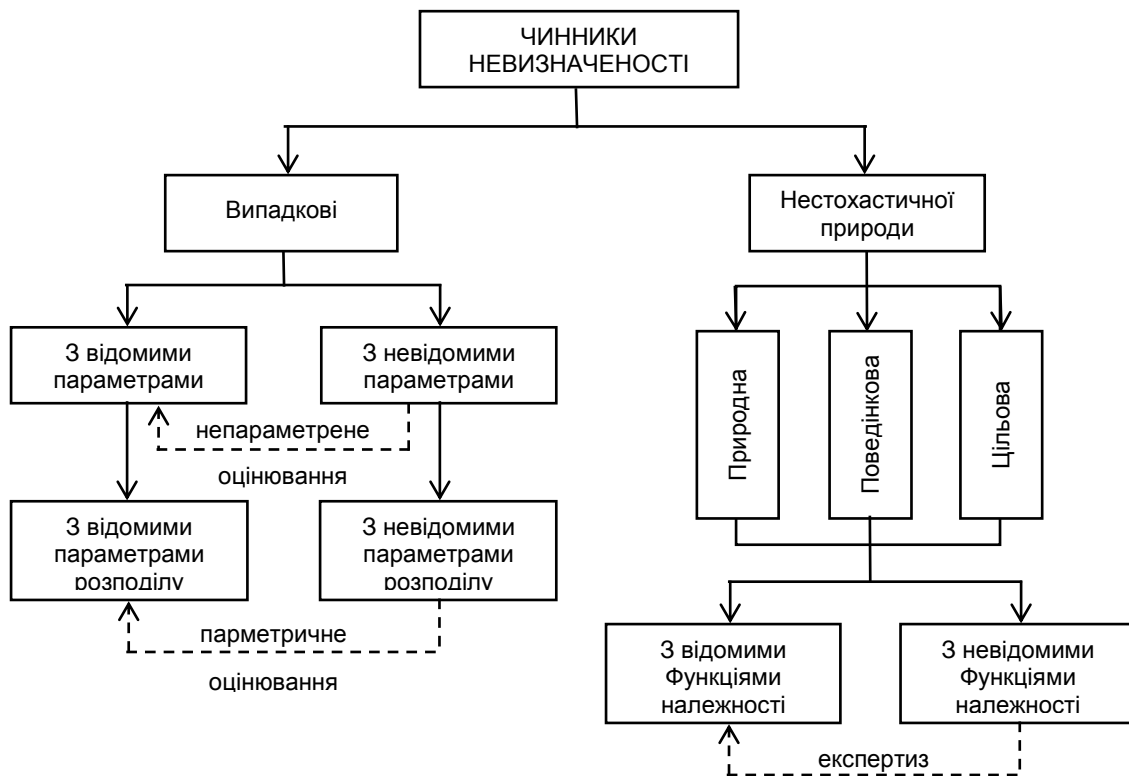 ЧИННИКИ
НЕВИЗНАЧЕНОСТІ
Випадкові
Нестохастичної
природи
З відомими
параметрами
З невідомими
параметрами
непараметрене
оцінювання
Природна
Поведінкова
Цільова
З відомими
параметрами
розподілу
З невідомими
параметрами
розподілу
парметричне
оцінювання
З відомими
Функціями
належності
З невідомими
Функціями
належності
експертиз